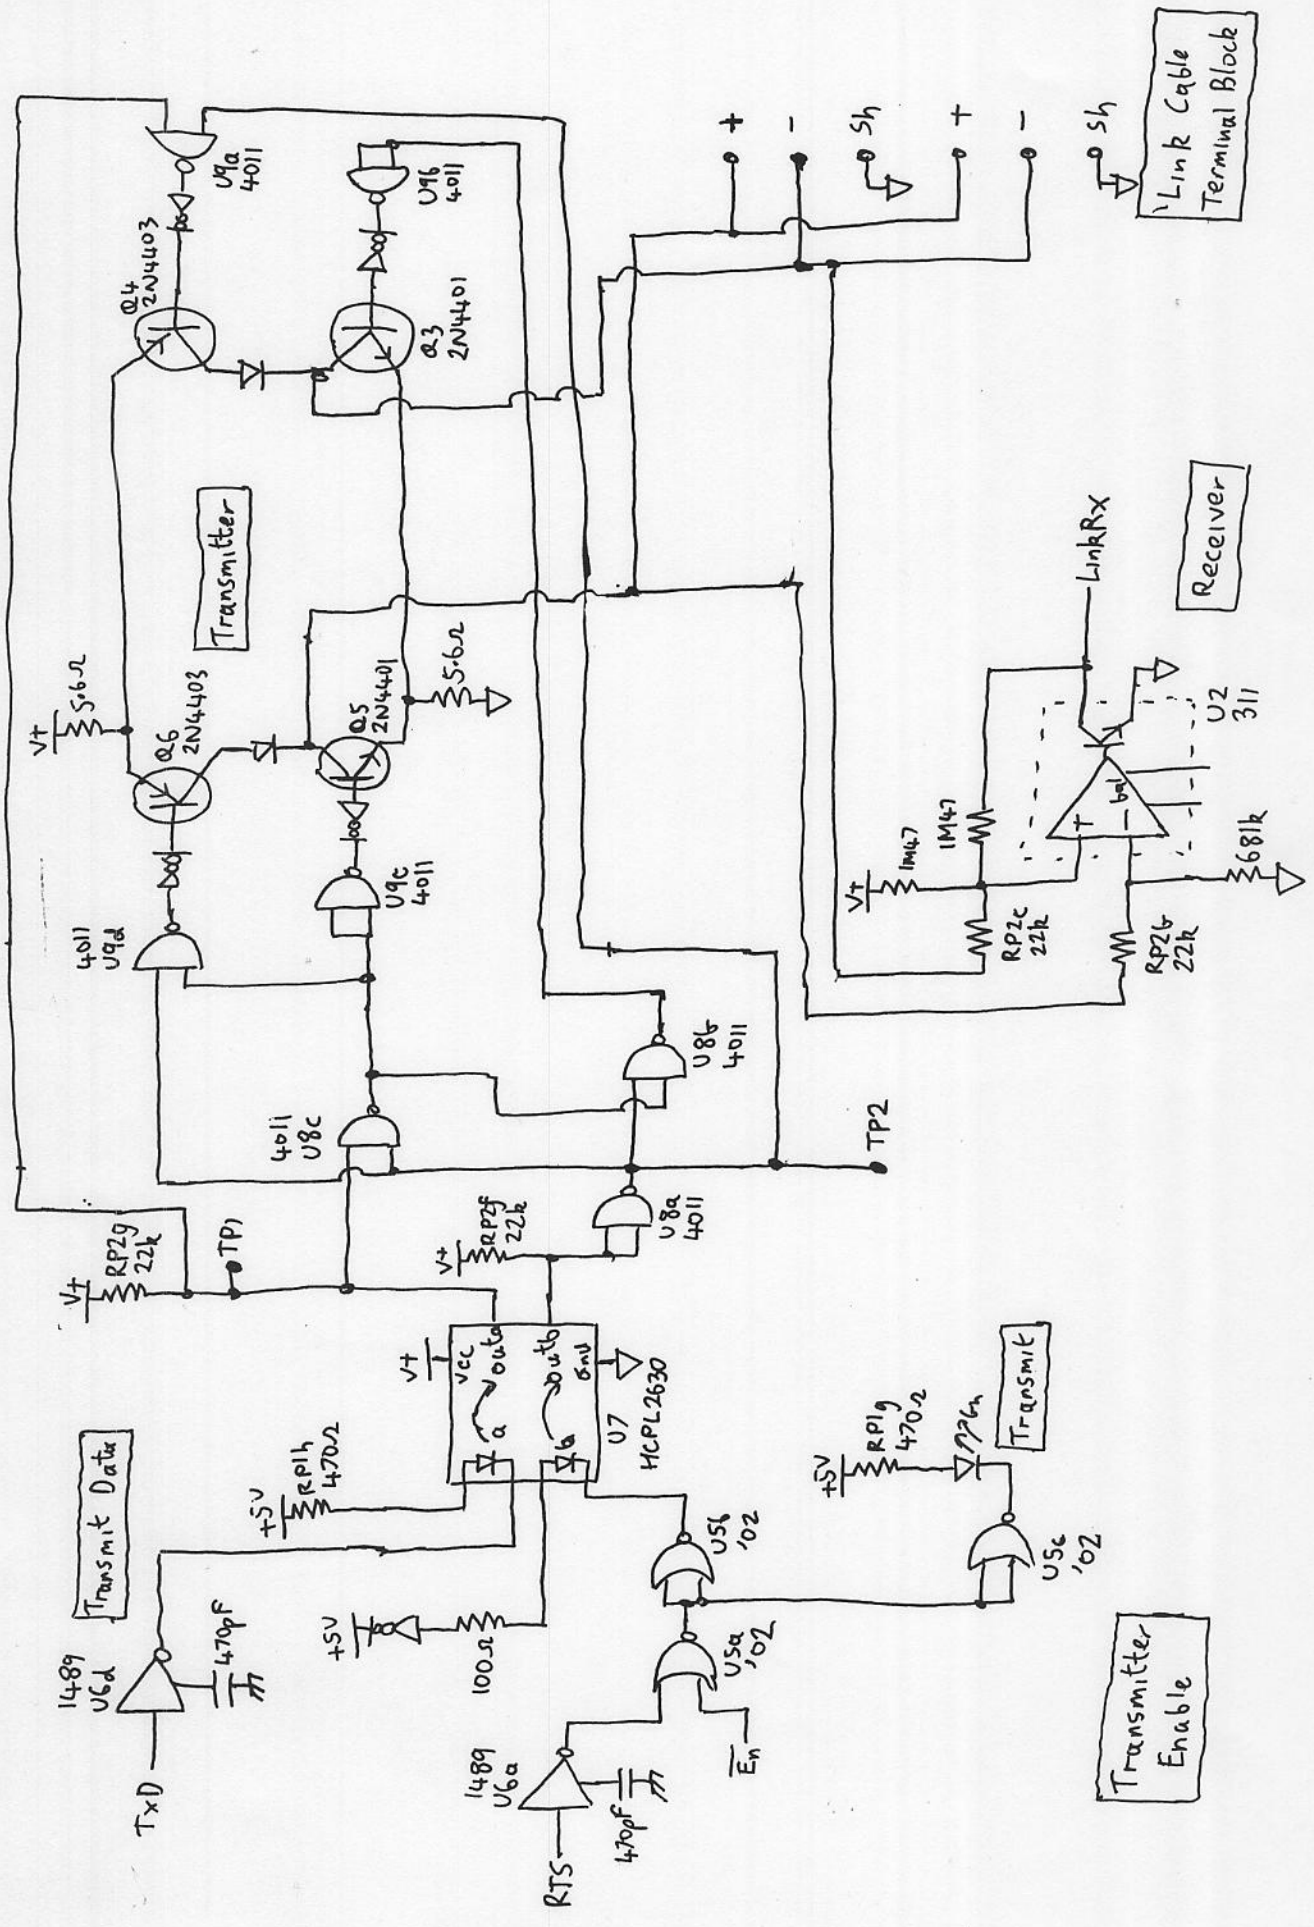 Transmit Data
1489
U6d
TxD
470pF
+5V
RP1h
470Ω
+5V
100Ω
1489
U6a
RTS
470pF
En
U5a
'02
U5b
'02
U5c
'02
+5V
RP1g
470Ω
Transmit
Transmitter
Enable
V+
Vcc
a
outa
b
outb
Gnd
U7
HCPL2630
V+
RP2g
22k
TP1
V+
RP2f
22k
U8a
4011
TP2
4011
U8c
U8b
4011
4011
U9d
U9c
4011
Q6
2N4403
Q5
2N4401
V+
5.6Ω
5.6Ω
Transmitter
Q4
2N4403
Q3
2N4401
U9a
4011
U9b
4011
V+
1M47
1M47
RP2c
22k
RP2b
22k
681k
+
-
bal
U2
311
LinkRx
Receiver
+
-
Sh
+
-
Sh
Link Cable
Terminal Block